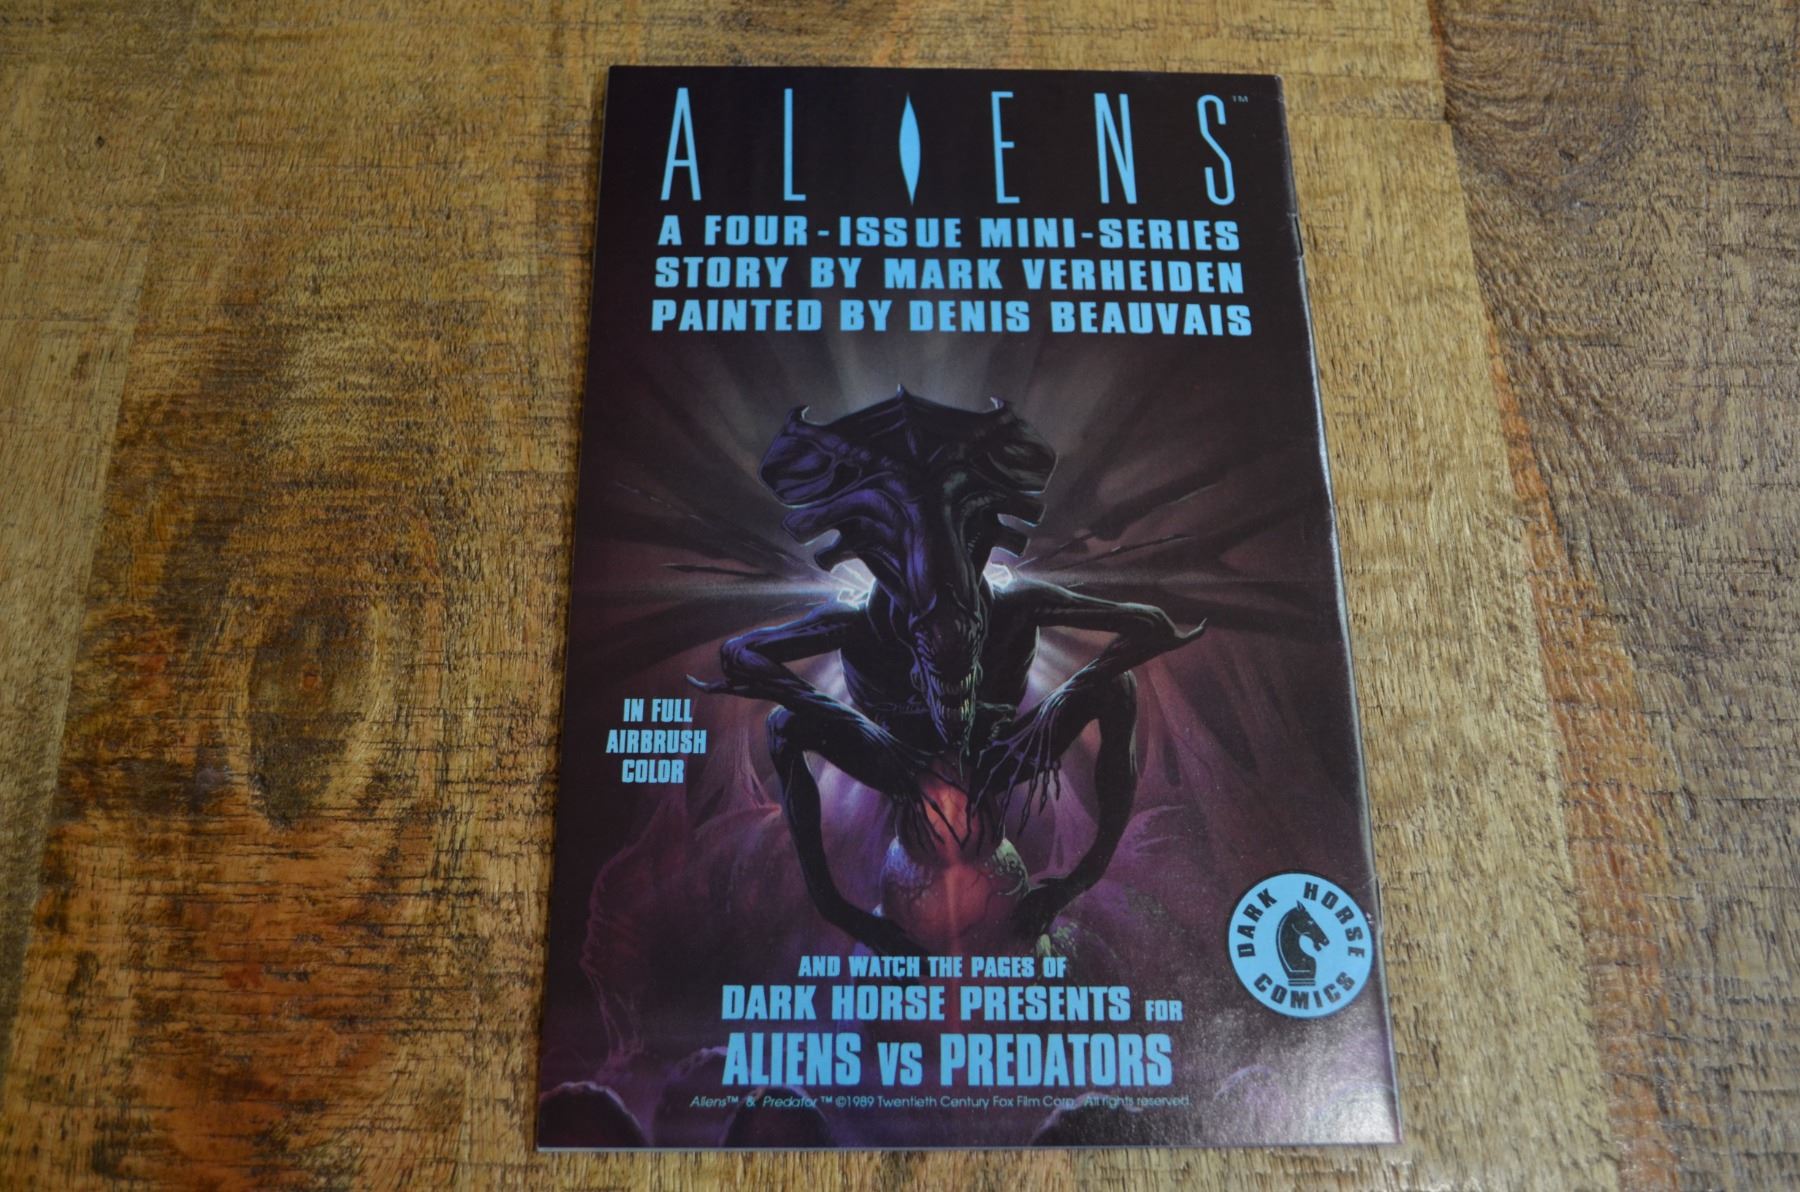 ALIENS™
A FOUR-ISSUE MINI-SERIES
STORY BY MARK VERHEIDEN
PAINTED BY DENIS BEAUVAIS
IN FULL
AIRBRUSH
COLOR
DARK HORSE
COMICS
AND WATCH THE PAGES OF
DARK HORSE PRESENTS FOR
ALIENS VS PREDATORS
Aliens™ & Predator™ ©1989 Twentieth Century Fox Film Corp. All rights reserved.